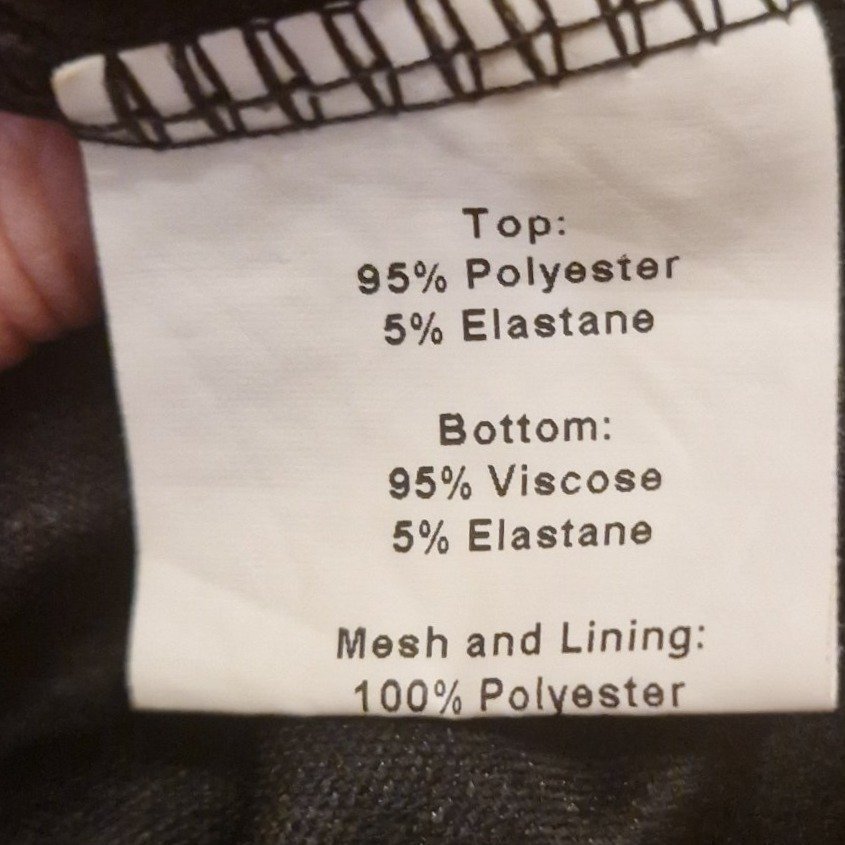 Top:
95% Polyester
5% Elastane
Bottom:
95% Viscose
5% Elastane
Mesh and Lining:
100% Polyester